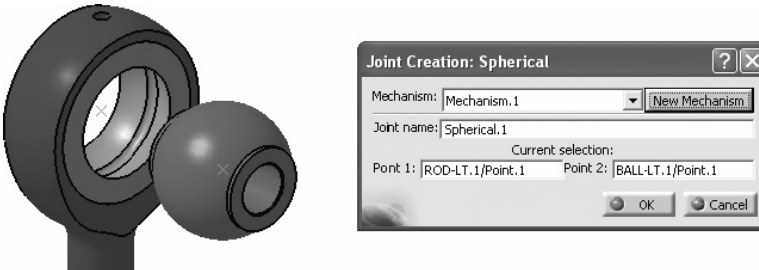 Joint Creation: Spherical
Mechanism: Mechanism.1 New Mechanism
Joint name: Spherical.1
Current selection:
Pont 1: ROD-LT.1/Point.1 Point 2: BALL-LT.1/Point.1
OK Cancel